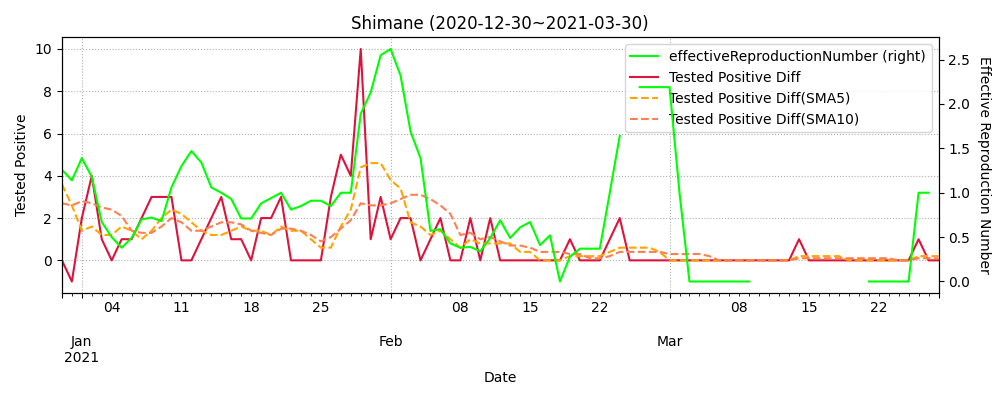 Shimane (2020-12-30~2021-03-30)
effectiveReproductionNumber (right)
Tested Positive Diff
Tested Positive Diff(SMA5)
Tested Positive Diff(SMA10)
Tested Positive
10
8
6
4
2
0
Effective Reproduction Number
2.5
2.0
1.5
1.0
0.5
0.0
04 11 18 25 08 15 22 08 15 22
Jan Feb Mar
2021
Date